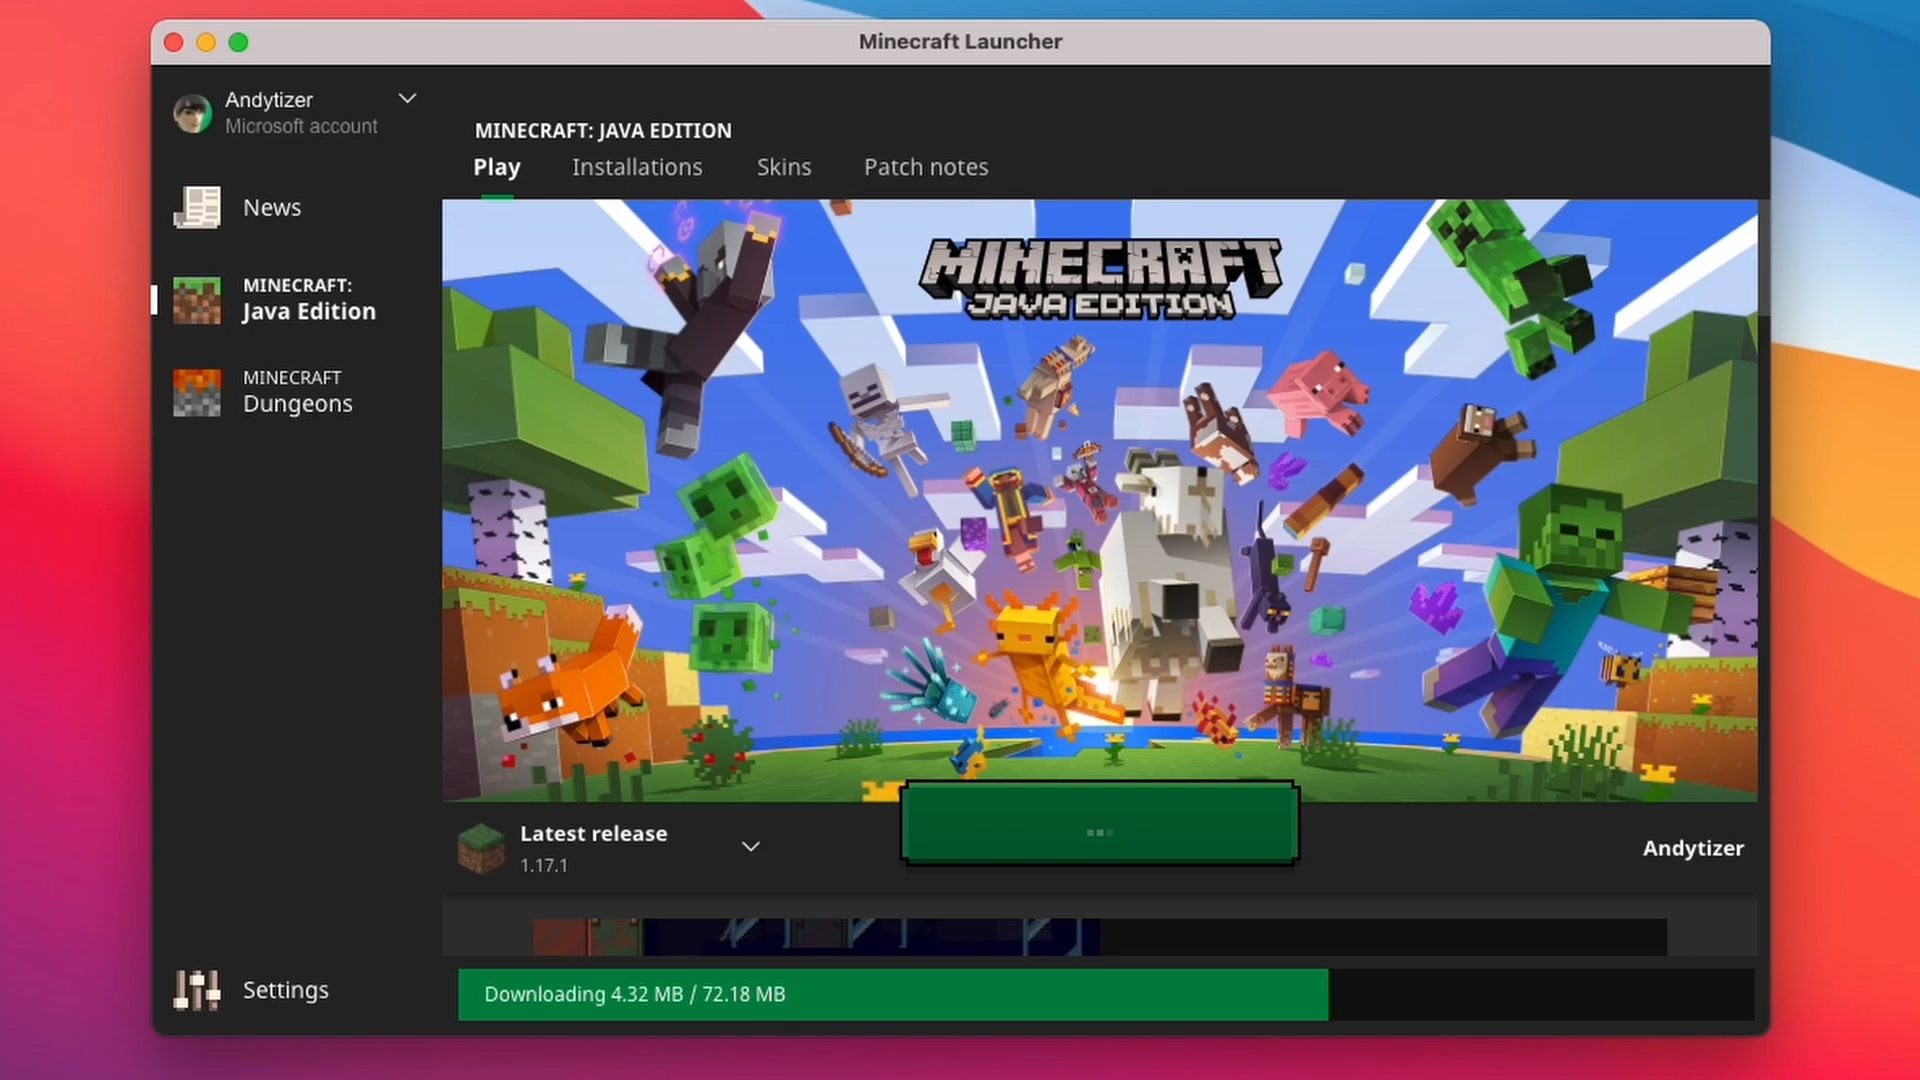 Minecraft Launcher
Andytizer
Microsoft account
News
MINECRAFT:
Java Edition
MINECRAFT
Dungeons
Settings
MINECRAFT: JAVA EDITION
Play
Installations
Skins
Patch notes
MINECRAFT
JAVA EDITION
Latest release
1.17.1
...
Andytizer
Downloading 4.32 MB / 72.18 MB